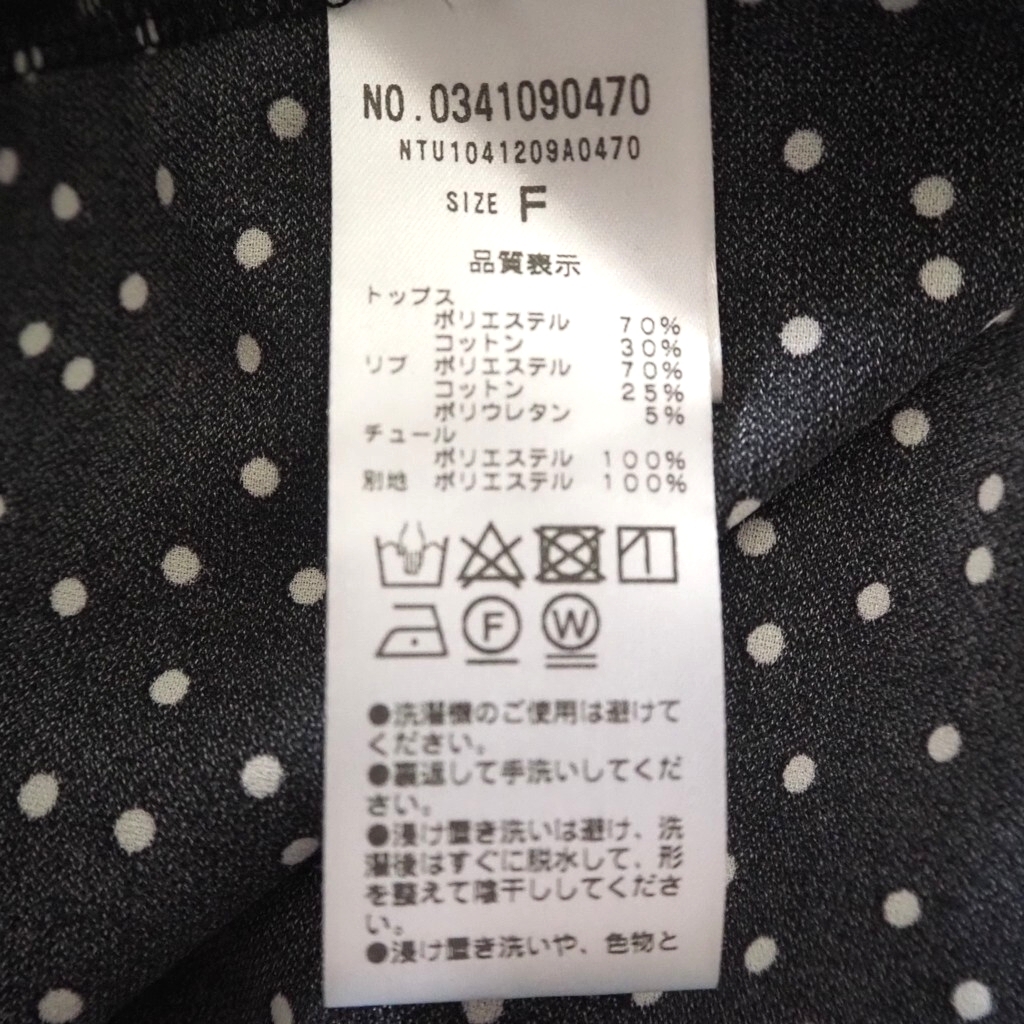 NO.0341090470
NTU1041209A0470
SIZE F
品質表示
トップス
ポリエステル 70%
コットン 30%
リブ ポリエステル 70%
コットン 25%
ポリウレタン 5%
チュール
ポリエステル 100%
別地 ポリエステル 100%
F W
●洗濯機のご使用は避けて
ください。
●裏返して手洗いしてくだ
さい。
●浸け置き洗いは避け、洗
濯後はすぐに脱水して、形
を整えて陰干ししてくださ
い。
●浸け置き洗いや、色物と